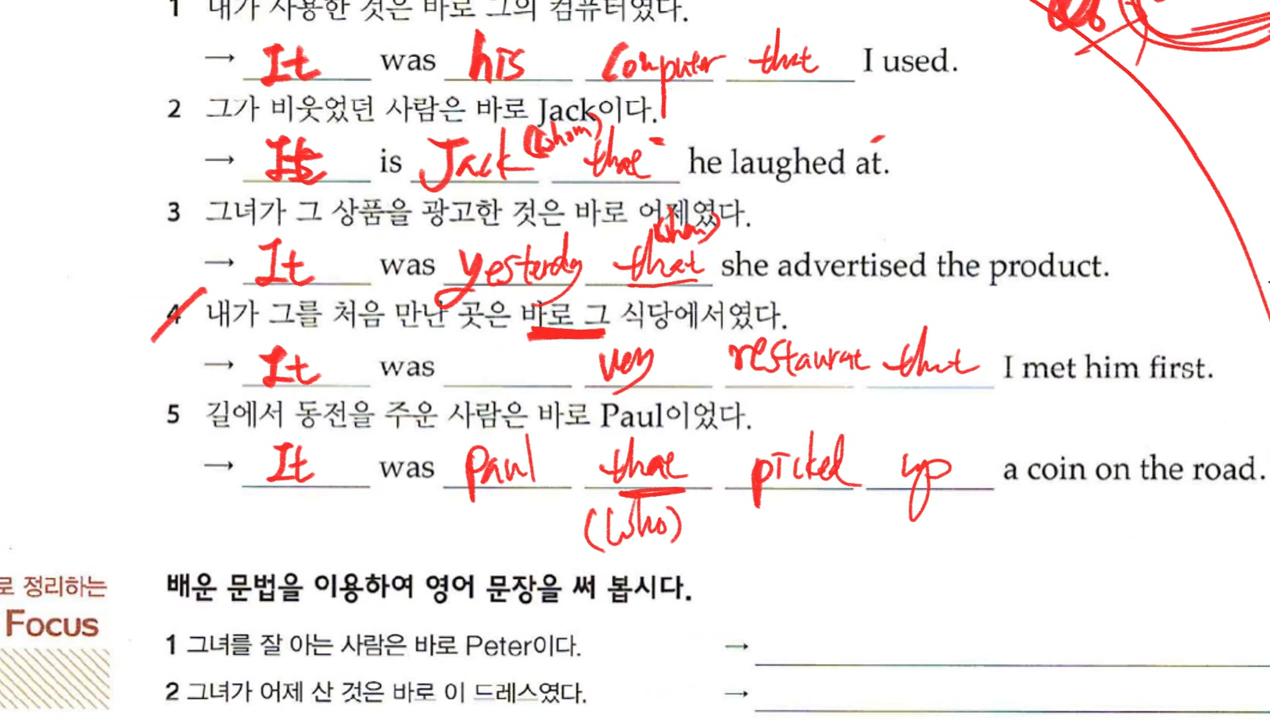 1 내가 사용한 것은 바로 그의 컴퓨터였다.
→ It was his computer that I used.
2 그가 비웃었던 사람은 바로 Jack이다.
(whom)
→ It is Jack that he laughed at.
3 그녀가 그 상품을 광고한 것은 바로 어제였다.
→ It was yesterday that she advertised the product.
4 내가 그를 처음 만난 곳은 바로 그 식당에서였다.
→ It was very restaurat that I met him first.
5 길에서 동전을 주운 사람은 바로 Paul이었다.
→ It was paul that picked up a coin on the road.
(who)
로 정리하는
Focus
배운 문법을 이용하여 영어 문장을 써 봅시다.
1 그녀를 잘 아는 사람은 바로 Peter이다. →
2 그녀가 어제 산 것은 바로 이 드레스였다. →